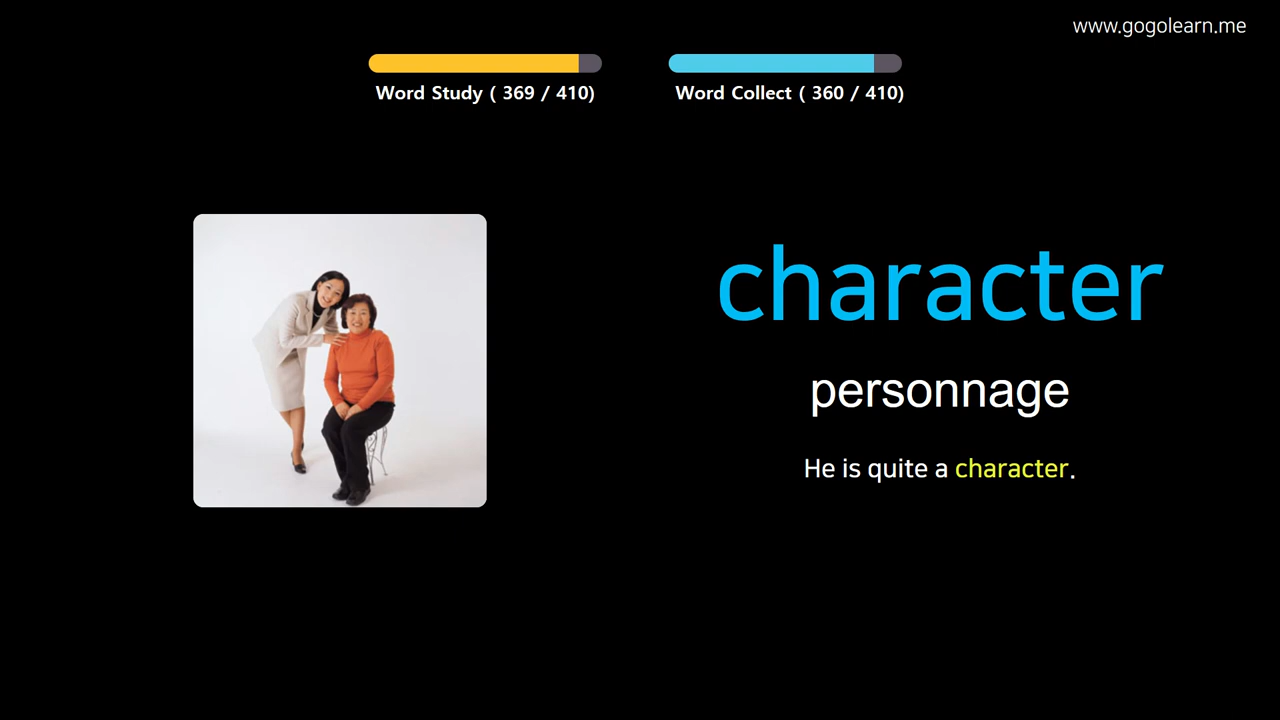 www.gogolearn.me
Word Study ( 369 / 410)
Word Collect ( 360 / 410)
character
personnage
He is quite a character.